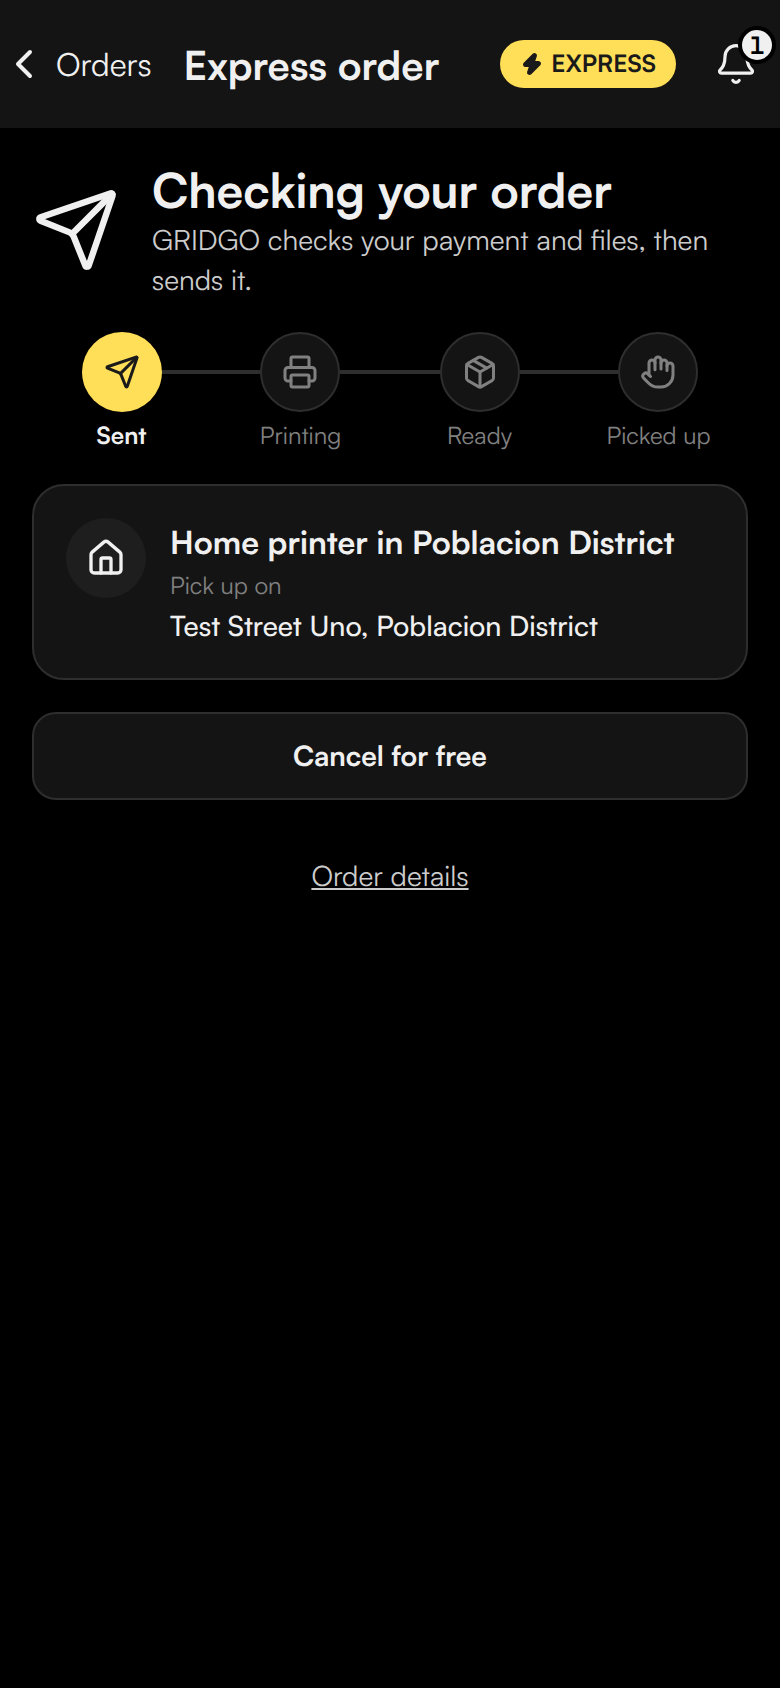 Orders
Express order
EXPRESS
1
Checking your order
GRIDGO checks your payment and files, then
sends it.
Sent
Printing
Ready
Picked up
Home printer in Poblacion District
Pick up on
Test Street Uno, Poblacion District
Cancel for free
Order details